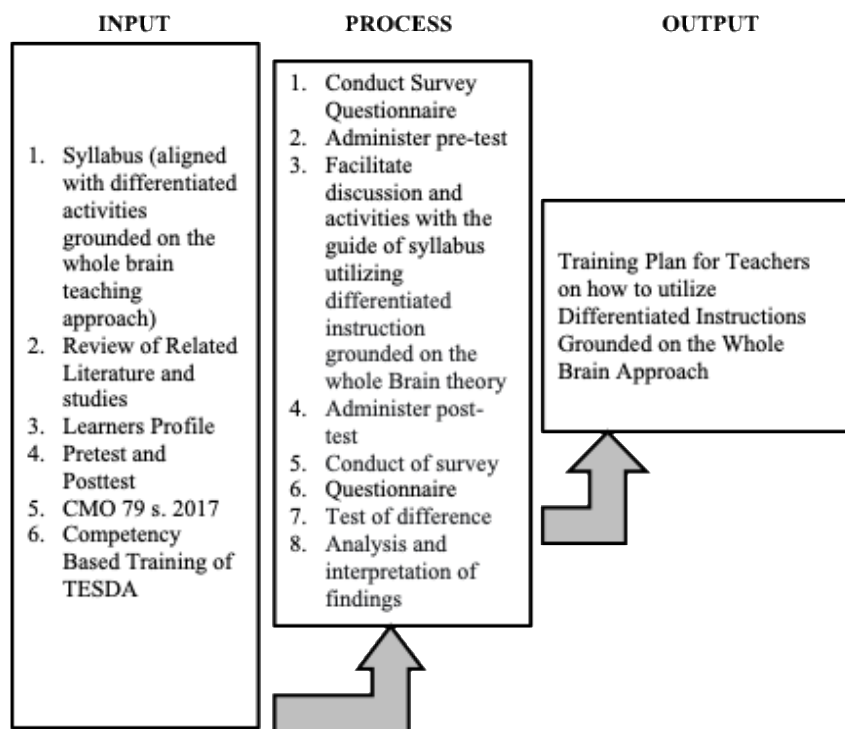 INPUT
PROCESS
OUTPUT
1. Syllabus (aligned
with differentiated
activities
grounded on the
whole brain
teaching
approach)
2. Review of Related
Literature and
studies
3. Learners Profile
4. Pretest and
Posttest
5. CMO 79 s. 2017
6. Competency
Based Training of
TESDA
1. Conduct Survey
Questionnaire
2. Administer pre-test
3. Facilitate
discussion and
activities with the
guide of syllabus
utilizing
differentiated
instruction
grounded on the
whole Brain theory
4. Administer post-
test
5. Conduct of survey
6. Questionnaire
7. Test of difference
8. Analysis and
interpretation of
findings
Training Plan for Teachers
on how to utilize
Differentiated Instructions
Grounded on the Whole
Brain Approach